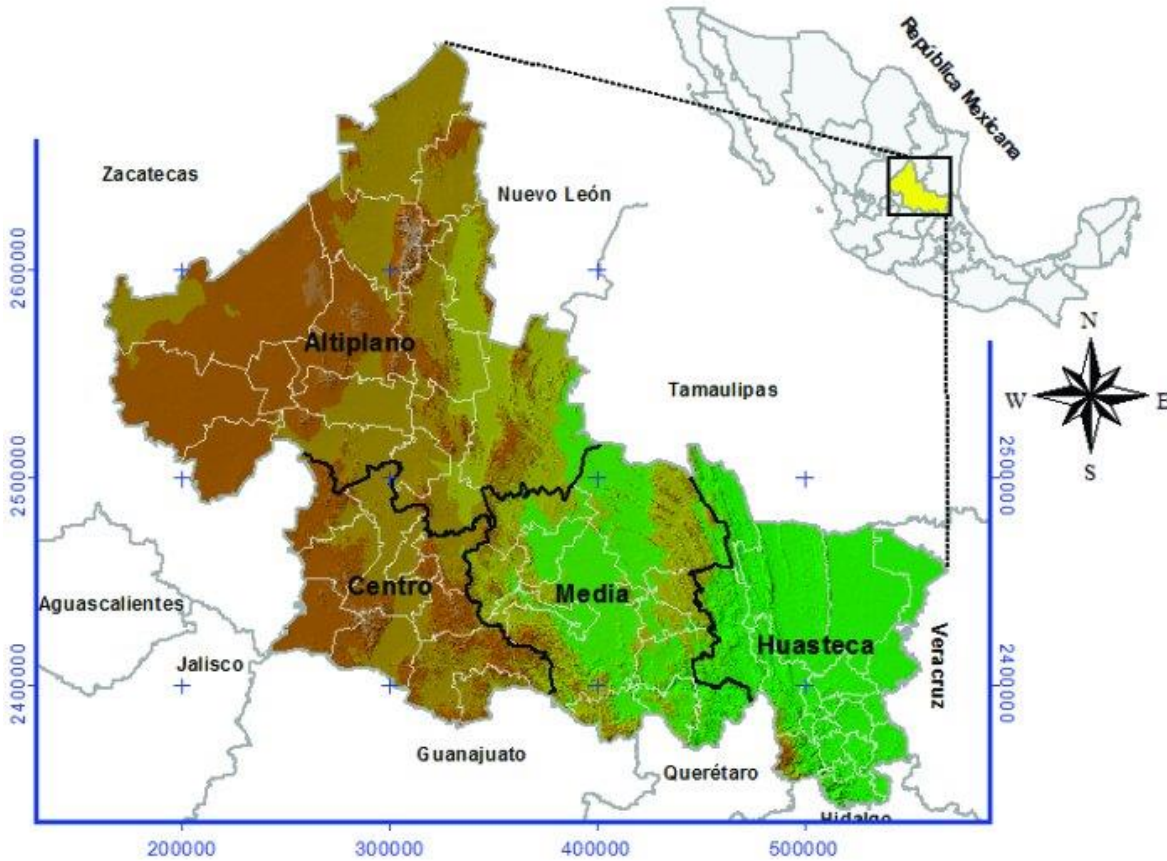 República Mexicana
Zacatecas
Nuevo León
2600000
Altiplano
N
Tamaulipas
W
E
S
2500000
2500000
Centro
Media
Aguascalientes
Huasteca
Veracruz
Jalisco
2400000
2400000
Guanajuato
Querétaro
Hidalgo
200000
300000
400000
500000